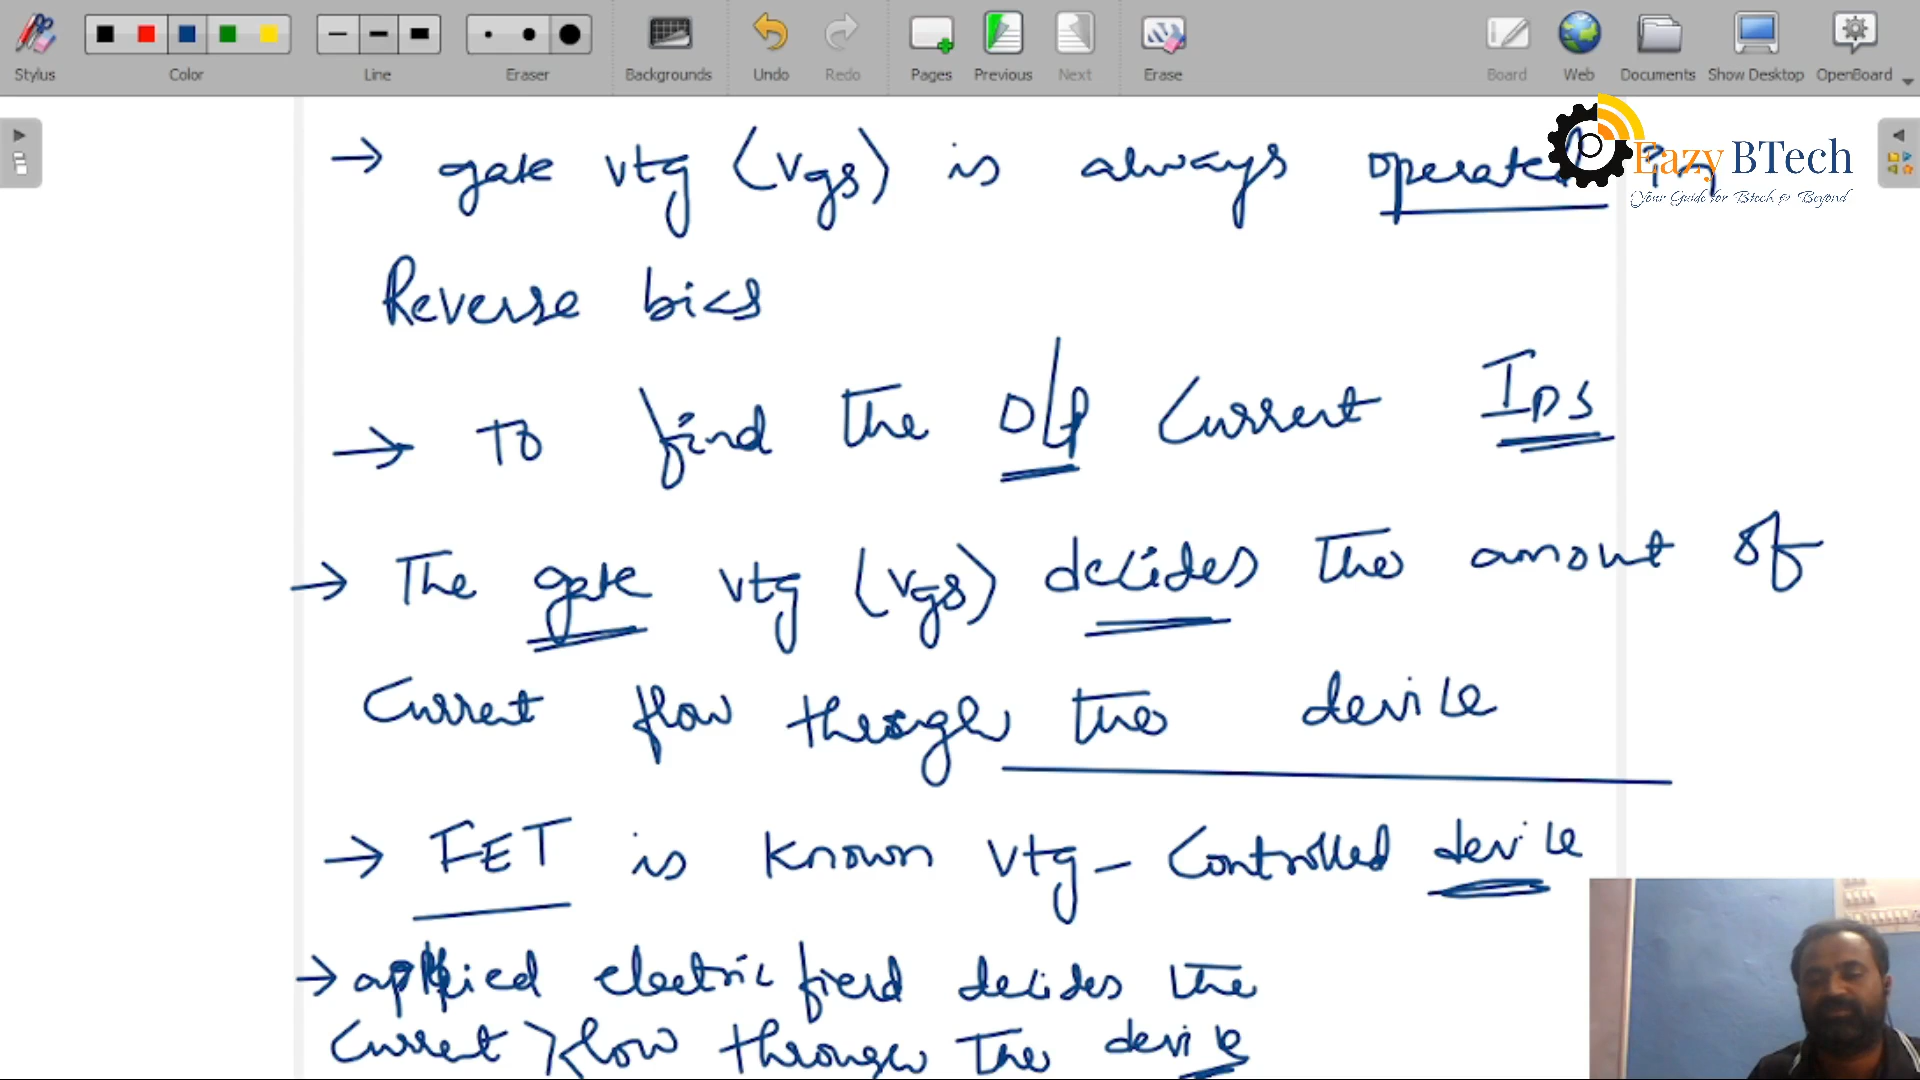 Stylus Color Line Eraser Backgrounds Undo Redo Pages Previous Next Erase Board Web Documents Show Desktop OpenBoard
Eazy BTech
Your Guide for Btech & Beyond
→ gate vtg (Vgs) is always operated in
Reverse bias
→ To find the O/P Current IDS
→ The gate vtg (Vgs) decides the amount of
Current flow through the device
→ FET is known vtg - Controlled device
→ applied electric field decides the
Current flow through the device